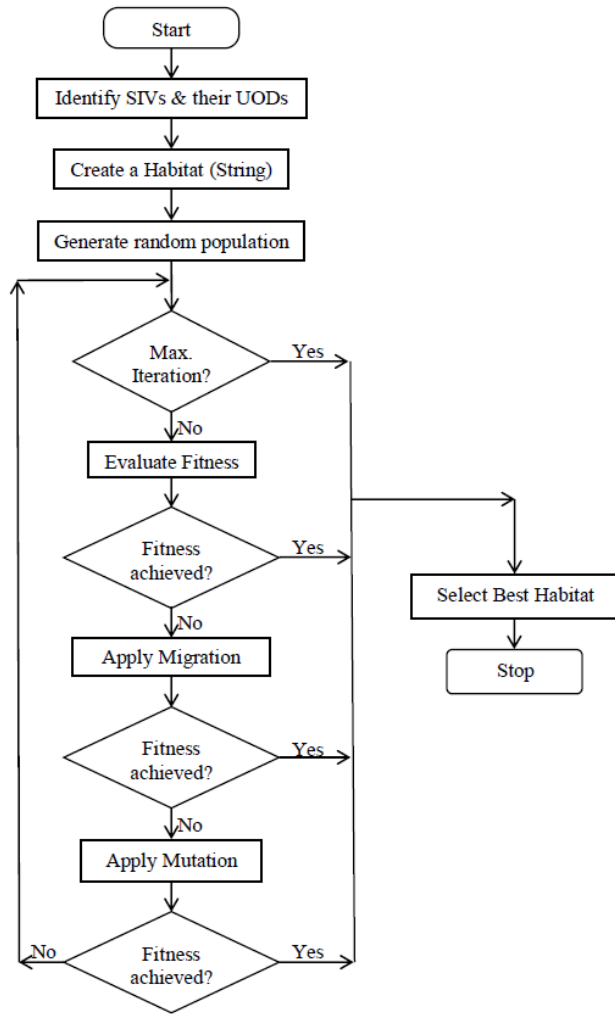 Start
Identify SIVs & their UODs
Create a Habitat (String)
Generate random population
Max.
Iteration?
Yes
No
Evaluate Fitness
Fitness
achieved?
Yes
No
Apply Migration
Fitness
achieved?
Yes
No
Apply Mutation
Fitness
achieved?
No
Yes
Select Best Habitat
Stop